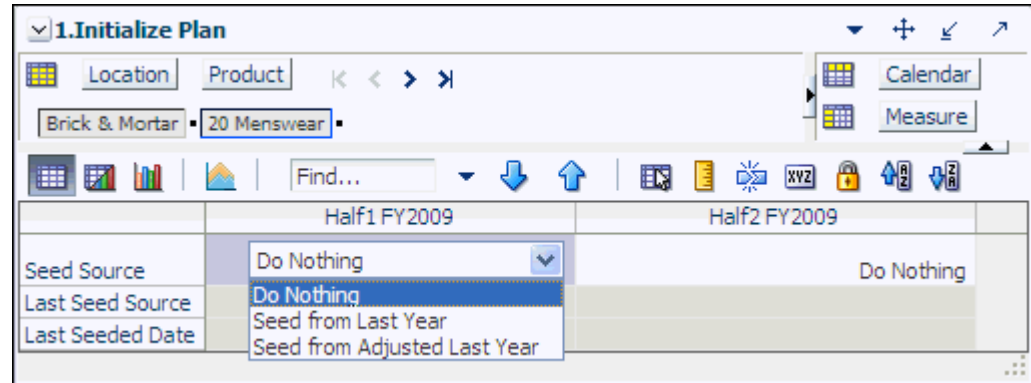 1.Initialize Plan
Location Product Calendar
Measure
Brick & Mortar 20 Menswear
Find... XYZ A Z Z A
Half1 FY2009 Half2 FY2009
Seed Source Do Nothing Do Nothing
Last Seed Source Do Nothing
Seed from Last Year
Last Seeded Date Seed from Adjusted Last Year